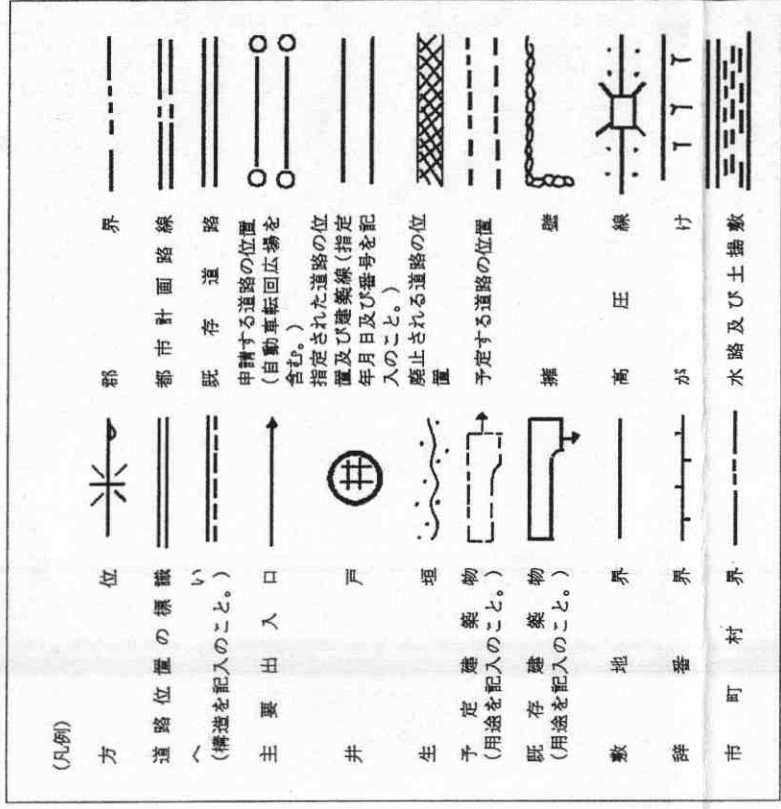 (凡例)
方位
道路位置の標識
へい
(構造を記入のこと。)
主要出入口
井戸
生垣
予定建築物
(用途を記入のこと。)
既存建築物
(用途を記入のこと。)
敷地界
辞番界
市町村界
郡界
都市計画路線
既存道路
申請する道路の位置
(自動車転回広場を
含む。)
指定された道路の位
置及び建築線(指定
年月日及び番号を記
入のこと。)
廃止される道路の位
置
予定する道路の位置
擁壁
高圧線
がけ
水路及び土揚敷